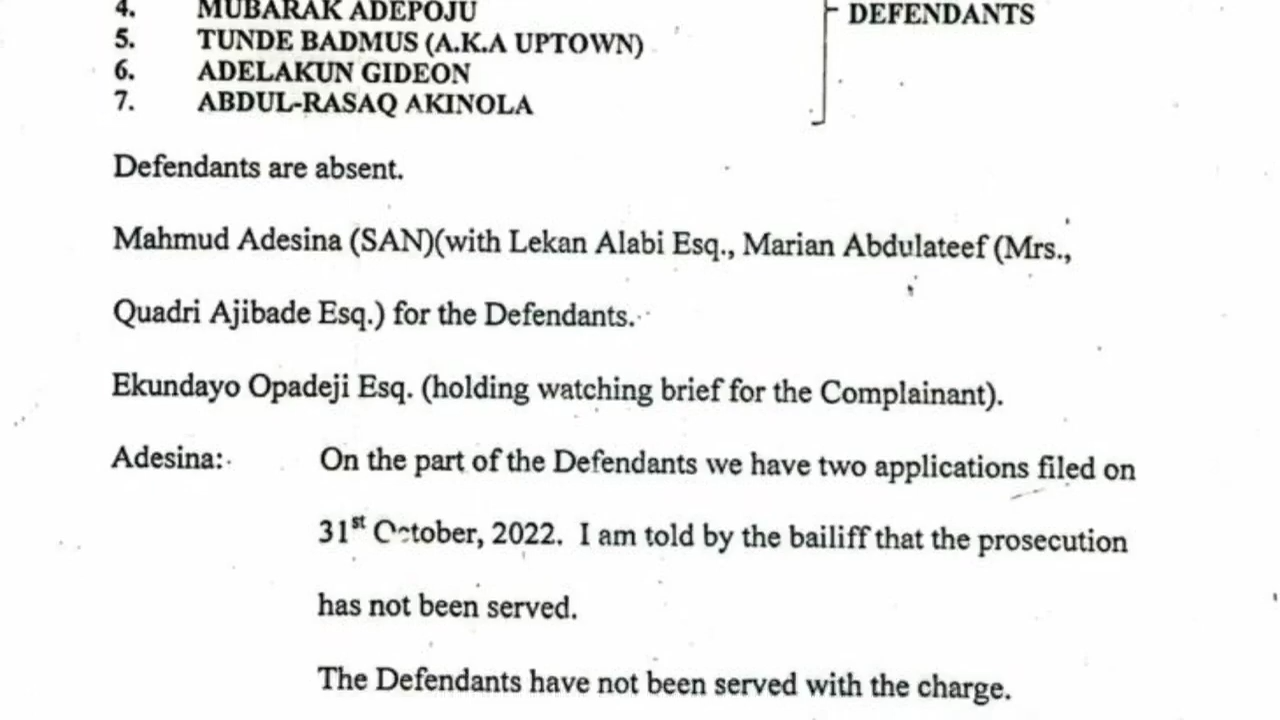 4. MUBARAK ADEPOJU
DEFENDANTS
5. TUNDE BADMUS (A.K.A UPTOWN)
6. ADELAKUN GIDEON
7. ABDUL-RASAQ AKINOLA
Defendants are absent.
Mahmud Adesina (SAN)(with Lekan Alabi Esq., Marian Abdulateef (Mrs.,
Quadri Ajibade Esq.) for the Defendants.
Ekundayo Opadeji Esq. (holding watching brief for the Complainant).
Adesina: On the part of the Defendants we have two applications filed on
31st October, 2022. I am told by the bailiff that the prosecution
has not been served.
The Defendants have not been served with the charge.